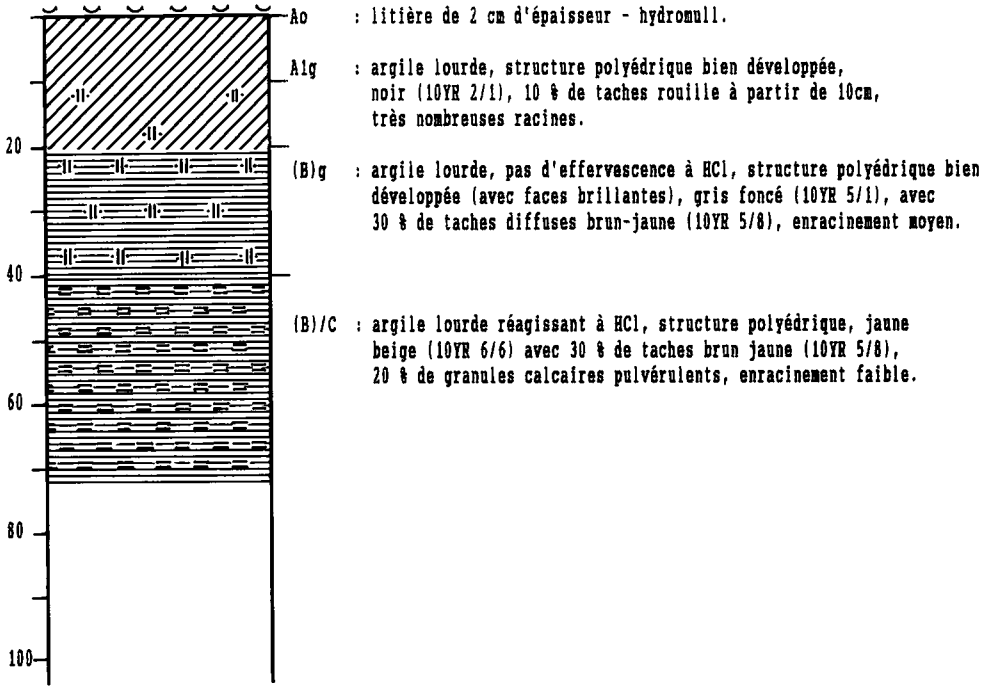 Ao : litière de 2 cm d'épaisseur - hydromull.
A1g : argile lourde, structure polyédrique bien développée,
noir (10YR 2/1), 10 % de taches rouille à partir de 10cm,
très nombreuses racines.
20
(B)g : argile lourde, pas d'effervescence à HCl, structure polyédrique bien
développée (avec faces brillantes), gris foncé (10YR 5/1), avec
30 % de taches diffuses brun-jaune (10YR 5/8), enracinement moyen.
40
(B)/C : argile lourde réagissant à HCl, structure polyédrique, jaune
beige (10YR 6/6) avec 30 % de taches brun jaune (10YR 5/8),
20 % de granules calcaires pulvérulents, enracinement faible.
60
80
100